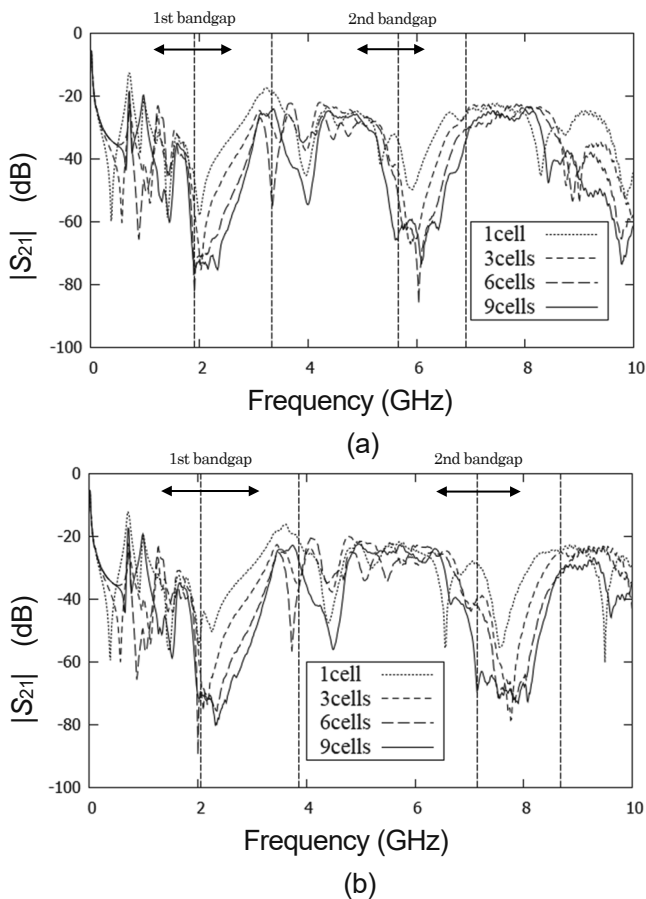 1st bandgap
2nd bandgap
0
-20
-40
-60
-80
-100
|S21| (dB)
1cell
3cells
6cells
9cells
0 2 4 6 8 10
Frequency (GHz)
(a)
1st bandgap
2nd bandgap
0
-20
-40
-60
-80
-100
|S21| (dB)
1cell
3cells
6cells
9cells
0 2 4 6 8 10
Frequency (GHz)
(b)